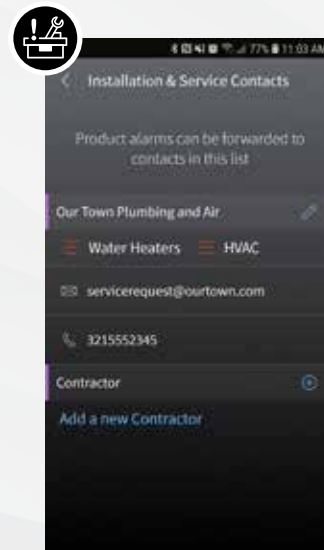 77% 11:03 AM
Installation & Service Contacts
Product alarms can be forwarded to
contacts in this list
Our Town Plumbing and Air
Water Heaters HVAC
servicerequest@ourtown.com
3215552345
Contractor
Add a new Contractor